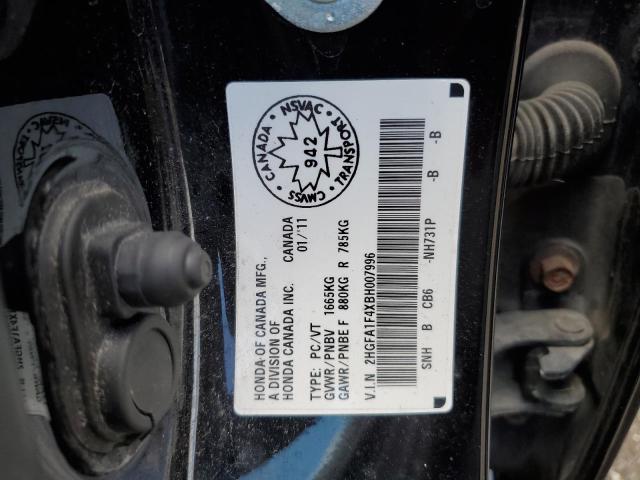 HONDA OF CANADA MFG.,
A DIVISION OF
HONDA CANADA INC. CANADA
01/'11
TYPE: PC/VT
GVWR/PNBV 1665KG
GAWR/PNBE F 880KG R 785KG
V.I.N 2HGFA1F4XBH007996
SNH B CB6 -NH731P -B -B
CANADA • NSVAC • TRANSPORT • CMVSS •
942